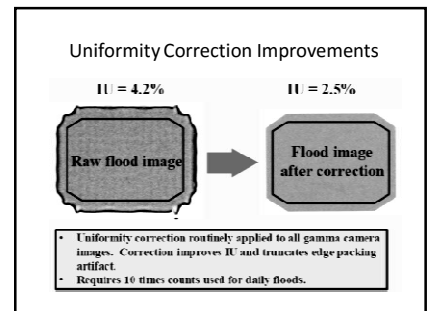 Uniformity Correction Improvements
IU = 4.2% IU = 2.5%
Raw flood image
Flood image
after correction
• Uniformity correction routinely applied to all gamma camera
images. Correction improves IU and truncates edge packing
artifact.
• Requires 10 times counts used for daily floods.